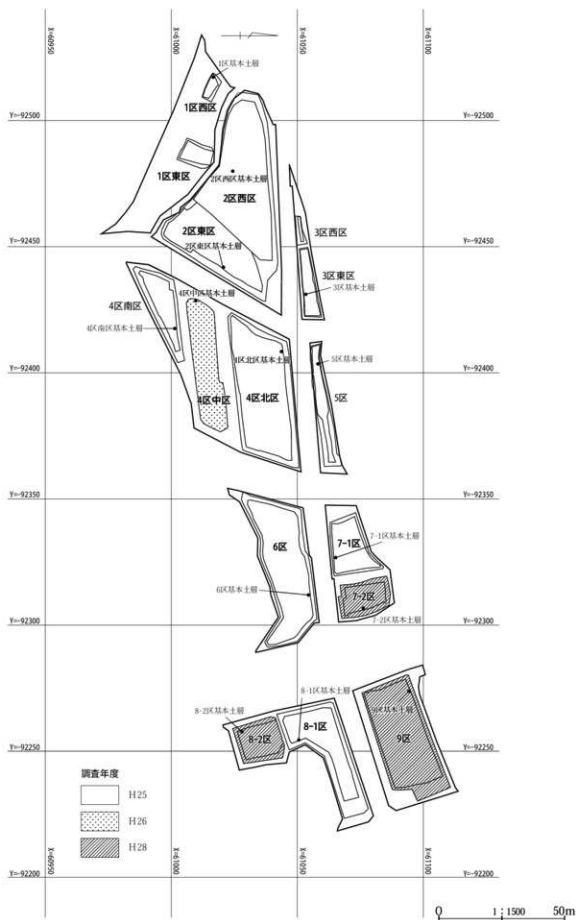 X=60950
X=61000
X=61050
X=61100
1区基本土層
1区西区
Y=-92500
Y=-92500
1区東区
2区西区基本土層
2区西区
2区東区
2区東区基本土層
3区西区
Y=-92450
Y=-92450
3区東区
3区基本土層
4区南区
4区中区基本土層
4区南区基本土層
4区北区基本土層
5区基本土層
Y=-92400
Y=-92400
4区中区
4区北区
5区
Y=-92350
Y=-92350
6区
7-1区
7-1区基本土層
6区基本土層
7-2区
Y=-92300
Y=-92300
7-2区基本土層
8-2区基本土層
8-1区基本土層
9区基本土層
8-2区
8-1区
9区
Y=-92250
Y=-92250
調査年度
H25
H26
H28
X=60950
X=61000
X=61050
X=61100
Y=-92200
Y=-92200
0 1:1500 50m